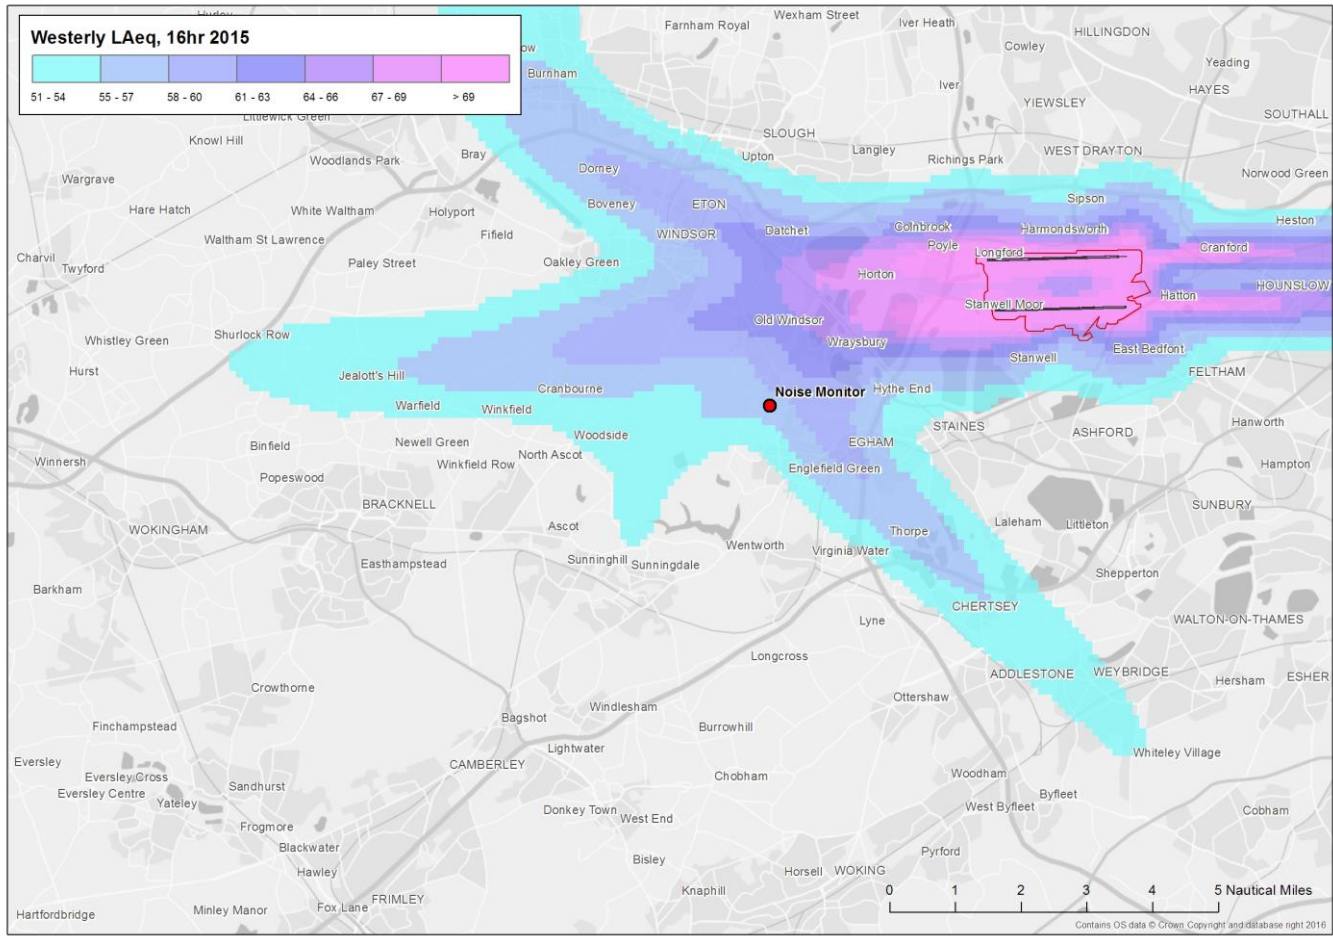 Westerly LAeq, 16hr 2015
51 - 54 55 - 57 58 - 60 61 - 63 64 - 66 67 - 69 > 69
Farnham Royal
Wexham Street
Iver Heath
HILLINGDON
Cowley
Yeading
Burnham
Iver
HAYES
YIEWSLEY
SOUTHALL
Littlewick Green
Knowl Hill
SLOUGH
Woodlands Park
Bray
Upton
Langley
Richings Park
WEST DRAYTON
Wargrave
Dorney
Norwood Green
Hare Hatch
White Waltham
Holyport
Boveney
ETON
Sipson
Heston
Waltham St Lawrence
Fifield
WINDSOR
Datchet
Colnbrook
Harmondsworth
Poyle
Cranford
Charvil
Twyford
Paley Street
Oakley Green
Longford
Horton
Hatton
HOUNSLOW
Stanwell Moor
Old Windsor
Shurlock Row
Whistley Green
Wraysbury
East Bedfont
Stanwell
Hurst
Jealott's Hill
FELTHAM
Cranbourne
Noise Monitor
Hythe End
Warfield
Winkfield
STAINES
ASHFORD
Hanworth
Woodside
Binfield
Newell Green
EGHAM
Winnersh
Winkfield Row
North Ascot
Englefield Green
Hampton
Popeswood
BRACKNELL
SUNBURY
WOKINGHAM
Ascot
Laleham
Littleton
Thorpe
Wentworth
Virginia Water
Easthampstead
Sunninghill
Sunningdale
Shepperton
Barkham
CHERTSEY
Lyne
WALTON-ON-THAMES
Longcross
ADDLESTONE
WEYBRIDGE
Hersham
ESHER
Crowthorne
Ottershaw
Windlesham
Finchampstead
Bagshot
Burrowhill
Lightwater
Whiteley Village
Eversley
CAMBERLEY
Eversley Cross
Chobham
Woodham
Sandhurst
Eversley Centre
Yateley
Byfleet
Donkey Town
West End
West Byfleet
Cobham
Frogmore
Blackwater
Bisley
Pyrford
Hawley
Horsell
WOKING
Knaphill
FRIMLEY
Fox Lane
Minley Manor
Hartfordbridge
0 1 2 3 4 5 Nautical Miles
Contains OS data © Crown Copyright and database right 2016